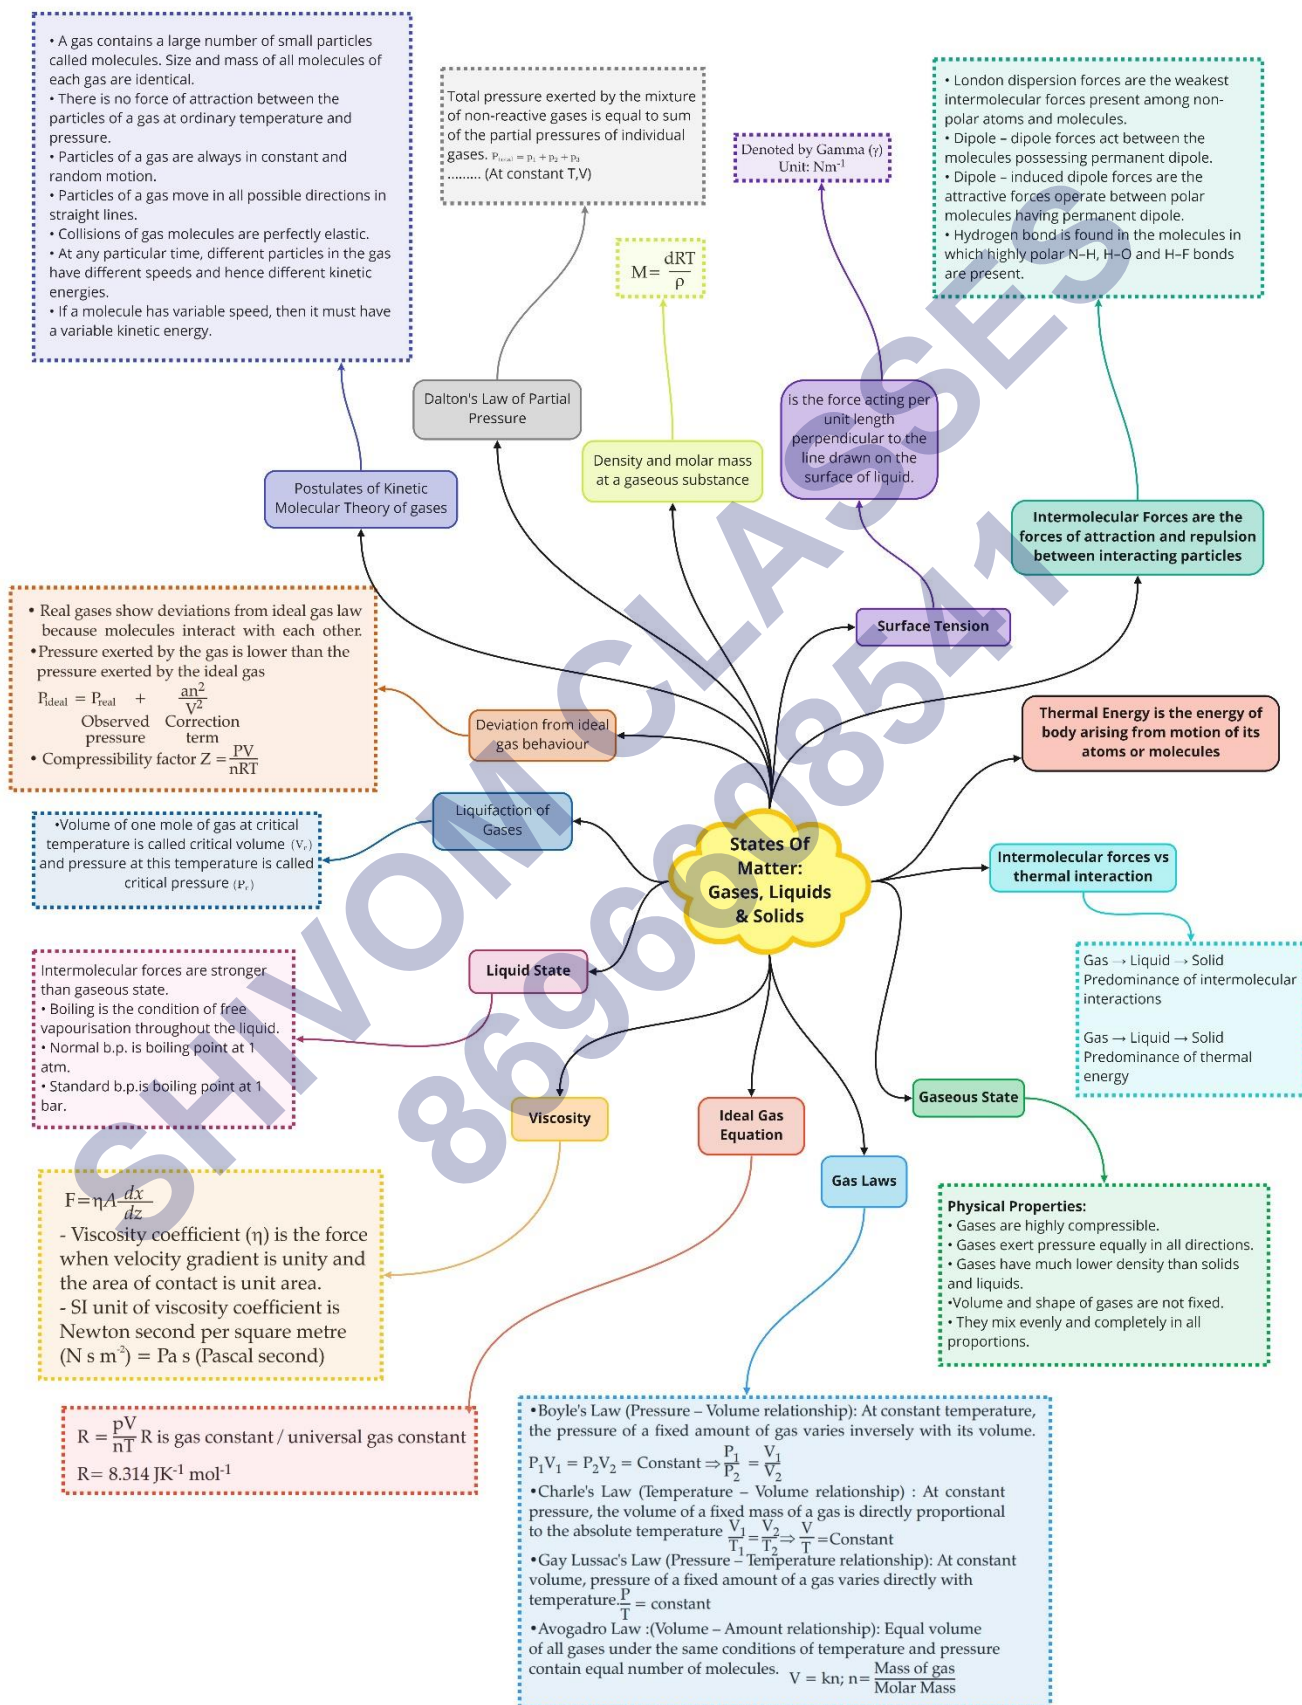 • A gas contains a large number of small particles
called molecules. Size and mass of all molecules of
each gas are identical.
• There is no force of attraction between the
particles of a gas at ordinary temperature and
pressure.
• Particles of a gas are always in constant and
random motion.
• Particles of a gas move in all possible directions in
straight lines.
• Collisions of gas molecules are perfectly elastic.
• At any particular time, different particles in the gas
have different speeds and hence different kinetic
energies.
• If a molecule has variable speed, then it must have
a variable kinetic energy.
Total pressure exerted by the mixture
of non-reactive gases is equal to sum
of the partial pressures of individual
gases. P(total) = p₁ + p₂ + p₃
......... (At constant T,V)
Denoted by Gamma (γ)
Unit: Nm⁻¹
• London dispersion forces are the weakest
intermolecular forces present among non-
polar atoms and molecules.
• Dipole – dipole forces act between the
molecules possessing permanent dipole.
• Dipole – induced dipole forces are the
attractive forces operate between polar
molecules having permanent dipole.
• Hydrogen bond is found in the molecules in
which highly polar N–H, H–O and H–F bonds
are present.
M = dRT/ρ
Dalton's Law of Partial
Pressure
is the force acting per
unit length
perpendicular to the
line drawn on the
surface of liquid.
Density and molar mass
at a gaseous substance
Postulates of Kinetic
Molecular Theory of gases
Intermolecular Forces are the
forces of attraction and repulsion
between interacting particles
Surface Tension
• Real gases show deviations from ideal gas law
because molecules interact with each other.
•Pressure exerted by the gas is lower than the
pressure exerted by the ideal gas
P_ideal = P_real + an²/V²
Observed Correction
pressure term
• Compressibility factor Z = PV/nRT
Deviation from ideal
gas behaviour
Thermal Energy is the energy of
body arising from motion of its
atoms or molecules
Liquifaction of
Gases
•Volume of one mole of gas at critical
temperature is called critical volume (V_c)
and pressure at this temperature is called
critical pressure (P_c)
States Of
Matter:
Gases, Liquids
& Solids
Intermolecular forces vs
thermal interaction
Liquid State
Intermolecular forces are stronger
than gaseous state.
• Boiling is the condition of free
vapourisation throughout the liquid.
• Normal b.p. is boiling point at 1
atm.
• Standard b.p.is boiling point at 1
bar.
Gas → Liquid → Solid
Predominance of intermolecular
interactions
Gas → Liquid → Solid
Predominance of thermal
energy
Viscosity
Ideal Gas
Equation
Gaseous State
Gas Laws
F=ηA dx/dz
- Viscosity coefficient (η) is the force
when velocity gradient is unity and
the area of contact is unit area.
- SI unit of viscosity coefficient is
Newton second per square metre
(N s m⁻²) = Pa s (Pascal second)
Physical Properties:
• Gases are highly compressible.
• Gases exert pressure equally in all directions.
• Gases have much lower density than solids
and liquids.
•Volume and shape of gases are not fixed.
• They mix evenly and completely in all
proportions.
R = pV/nT R is gas constant / universal gas constant
R= 8.314 JK⁻¹ mol⁻¹
•Boyle's Law (Pressure – Volume relationship): At constant temperature,
the pressure of a fixed amount of gas varies inversely with its volume.
P₁V₁ = P₂V₂ = Constant ⇒ P₁/P₂ = V₁/V₂
•Charle's Law (Temperature – Volume relationship) : At constant
pressure, the volume of a fixed mass of a gas is directly proportional
to the absolute temperature V₁/T₁ = V₂/T₂ ⇒ V/T =Constant
•Gay Lussac's Law (Pressure – Temperature relationship): At constant
volume, pressure of a fixed amount of a gas varies directly with
temperature. P/T = constant
•Avogadro Law :(Volume – Amount relationship): Equal volume
of all gases under the same conditions of temperature and pressure
contain equal number of molecules. V = kn; n= Mass of gas/Molar Mass
SHIVOM CLASSES
8696608541